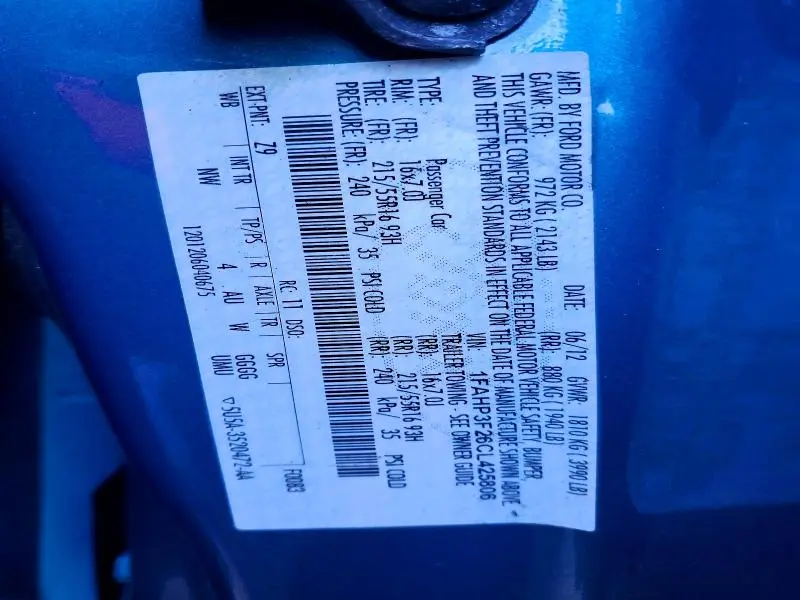 MFD. BY FORD MOTOR CO.
DATE: 06/12 GVWR: 1810 KG (3990 LB)
GAWR: (FR): 972 KG (2143 LB) (RR): 880 KG (1940 LB)
THIS VEHICLE CONFORMS TO ALL APPLICABLE FEDERAL MOTOR VEHICLE SAFETY, BUMPER,
AND THEFT PREVENTION STANDARDS IN EFFECT ON THE DATE OF MANUFACTURE SHOWN ABOVE.
VIN: 1FAHP3F26CL425806
TYPE: Passenger Car TRAILER TOWING - SEE OWNER GUIDE
RIM: (FR): 16x7.0J (RR): 16x7.0J
TIRE: (FR): 215/55R16 93H (RR): 215/55R16 93H
PRESSURE (FR): 240 kPa/ 35 PSI COLD (RR): 240 kPa/ 35 PSI COLD
EXT PNT: Z9 RC: 11 DSO: F0083
WB INT TR TP/PS R AXLE TR SPR
NW 4 AU W GGGG UMU ▽5U5A-3520472-AA
1201206040675